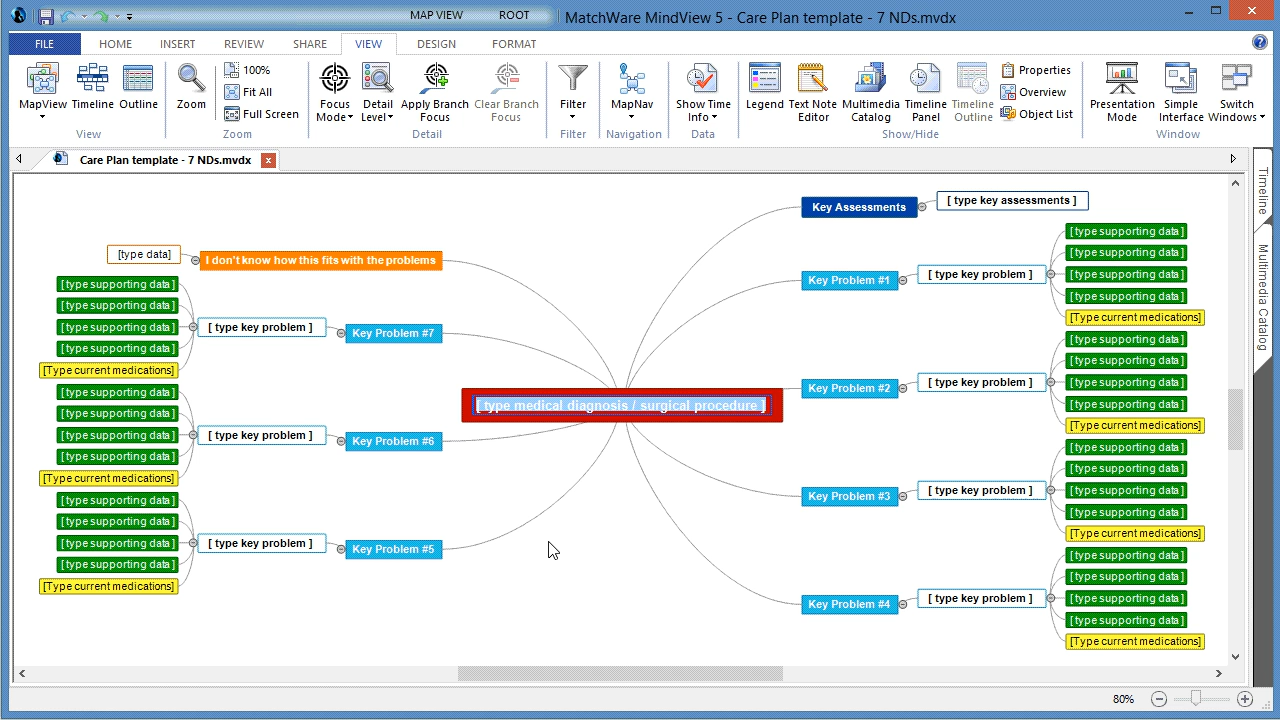 MAP VIEW ROOT MatchWare MindView 5 - Care Plan template - 7 NDs.mvdx
FILE HOME INSERT REVIEW SHARE VIEW DESIGN FORMAT
MapView Timeline Outline
View
Zoom
100%
Fit All
Full Screen
Zoom
Focus Mode
Detail Level
Apply Branch Focus
Clear Branch Focus
Detail
Filter
Filter
MapNav
Navigation
Show Time Info
Data
Legend
Text Note Editor
Multimedia Catalog
Timeline Panel
Timeline Outline
Properties
Overview
Object List
Show/Hide
Presentation Mode
Simple Interface
Switch Windows
Window
Care Plan template - 7 NDs.mvdx
Timeline
Multimedia Catalog
[ type medical diagnosis / surgical procedure ]
Key Assessments
[ type key assessments ]
Key Problem #1
[ type key problem ]
[ type supporting data ]
[ type supporting data ]
[ type supporting data ]
[ type supporting data ]
[Type current medications]
Key Problem #2
[ type key problem ]
[ type supporting data ]
[ type supporting data ]
[ type supporting data ]
[ type supporting data ]
[Type current medications]
Key Problem #3
[ type key problem ]
[ type supporting data ]
[ type supporting data ]
[ type supporting data ]
[ type supporting data ]
[Type current medications]
Key Problem #4
[ type key problem ]
[ type supporting data ]
[ type supporting data ]
[ type supporting data ]
[ type supporting data ]
[Type current medications]
I don't know how this fits with the problems
[type data]
Key Problem #7
[ type key problem ]
[ type supporting data ]
[ type supporting data ]
[ type supporting data ]
[ type supporting data ]
[Type current medications]
Key Problem #6
[ type key problem ]
[ type supporting data ]
[ type supporting data ]
[ type supporting data ]
[ type supporting data ]
[Type current medications]
Key Problem #5
[ type key problem ]
[ type supporting data ]
[ type supporting data ]
[ type supporting data ]
[ type supporting data ]
[Type current medications]
80%